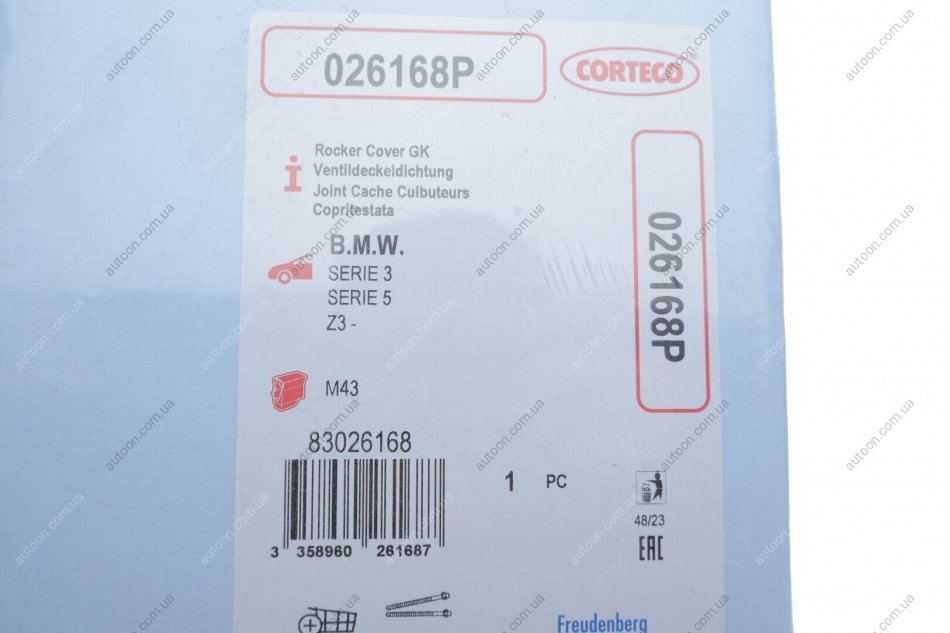 026168P
CORTECO
Rocker Cover GK
Ventildeckeldichtung
Joint Cache Culbuteurs
Copritestata
B.M.W.
SERIE 3
SERIE 5
Z3 -
026168P
M43
83026168
1 PC
3 358960 261687
48/23
EAC
Freudenberg
autoon.com.ua